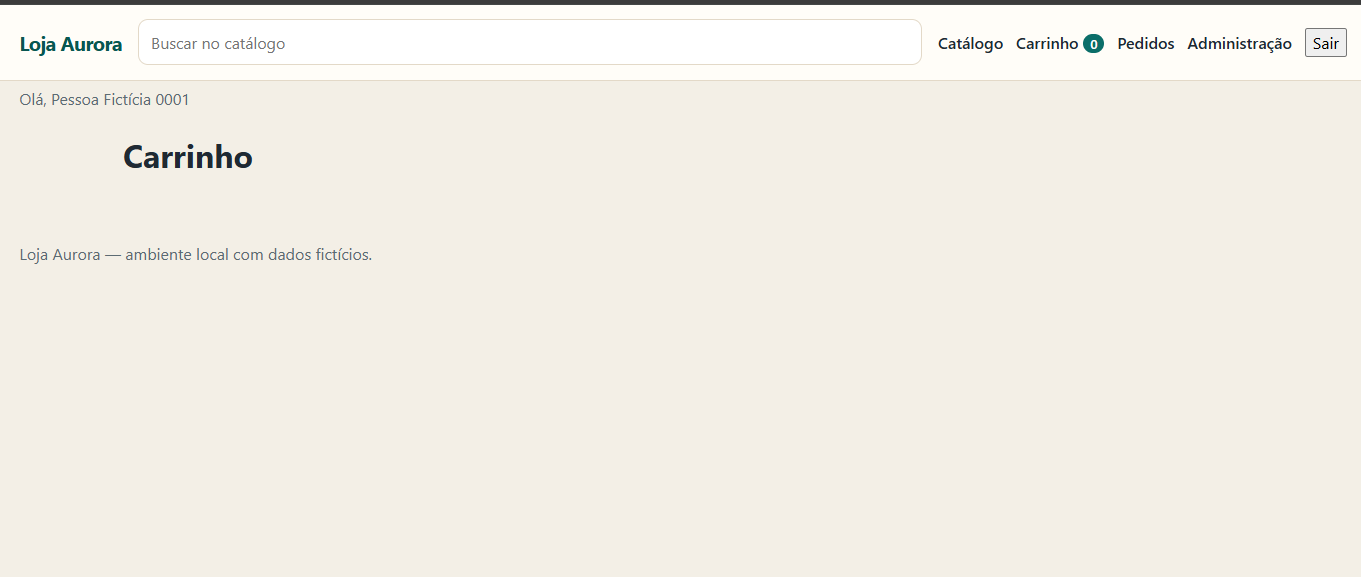 Loja Aurora Buscar no catálogo Catálogo Carrinho 0 Pedidos Administração Sair
Olá, Pessoa Fictícia 0001
Carrinho
Loja Aurora — ambiente local com dados fictícios.